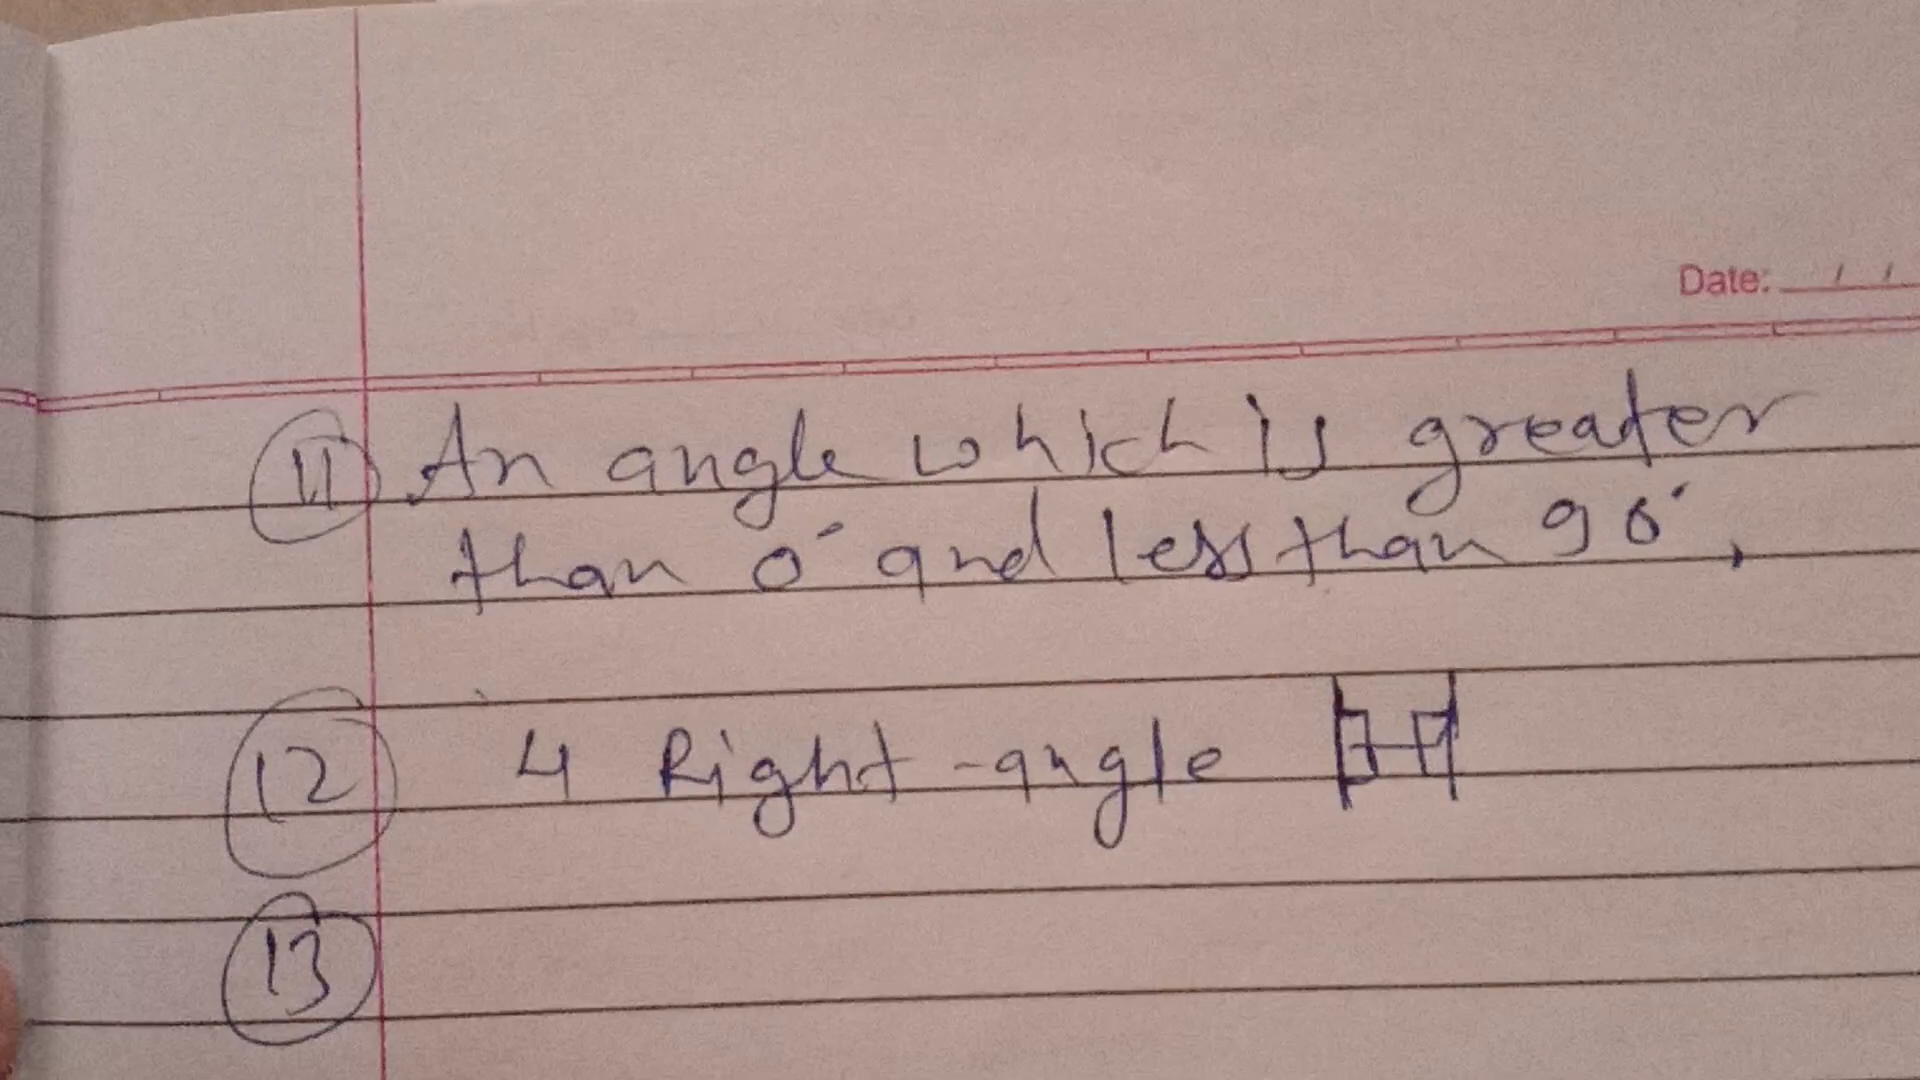 Date: / /
11 An angle which is greater
than 0° and less than 90°,
12 4 Right-angle H
13